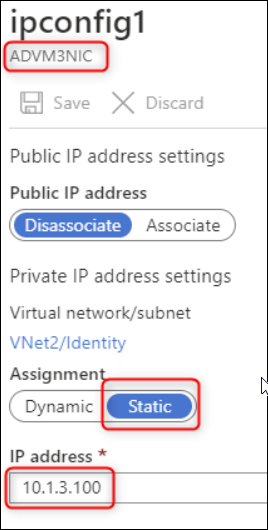 ipconfig1
ADVM3NIC
Save Discard
Public IP address settings
Public IP address
Disassociate Associate
Private IP address settings
Virtual network/subnet
VNet2/Identity
Assignment
Dynamic Static
IP address *
10.1.3.100